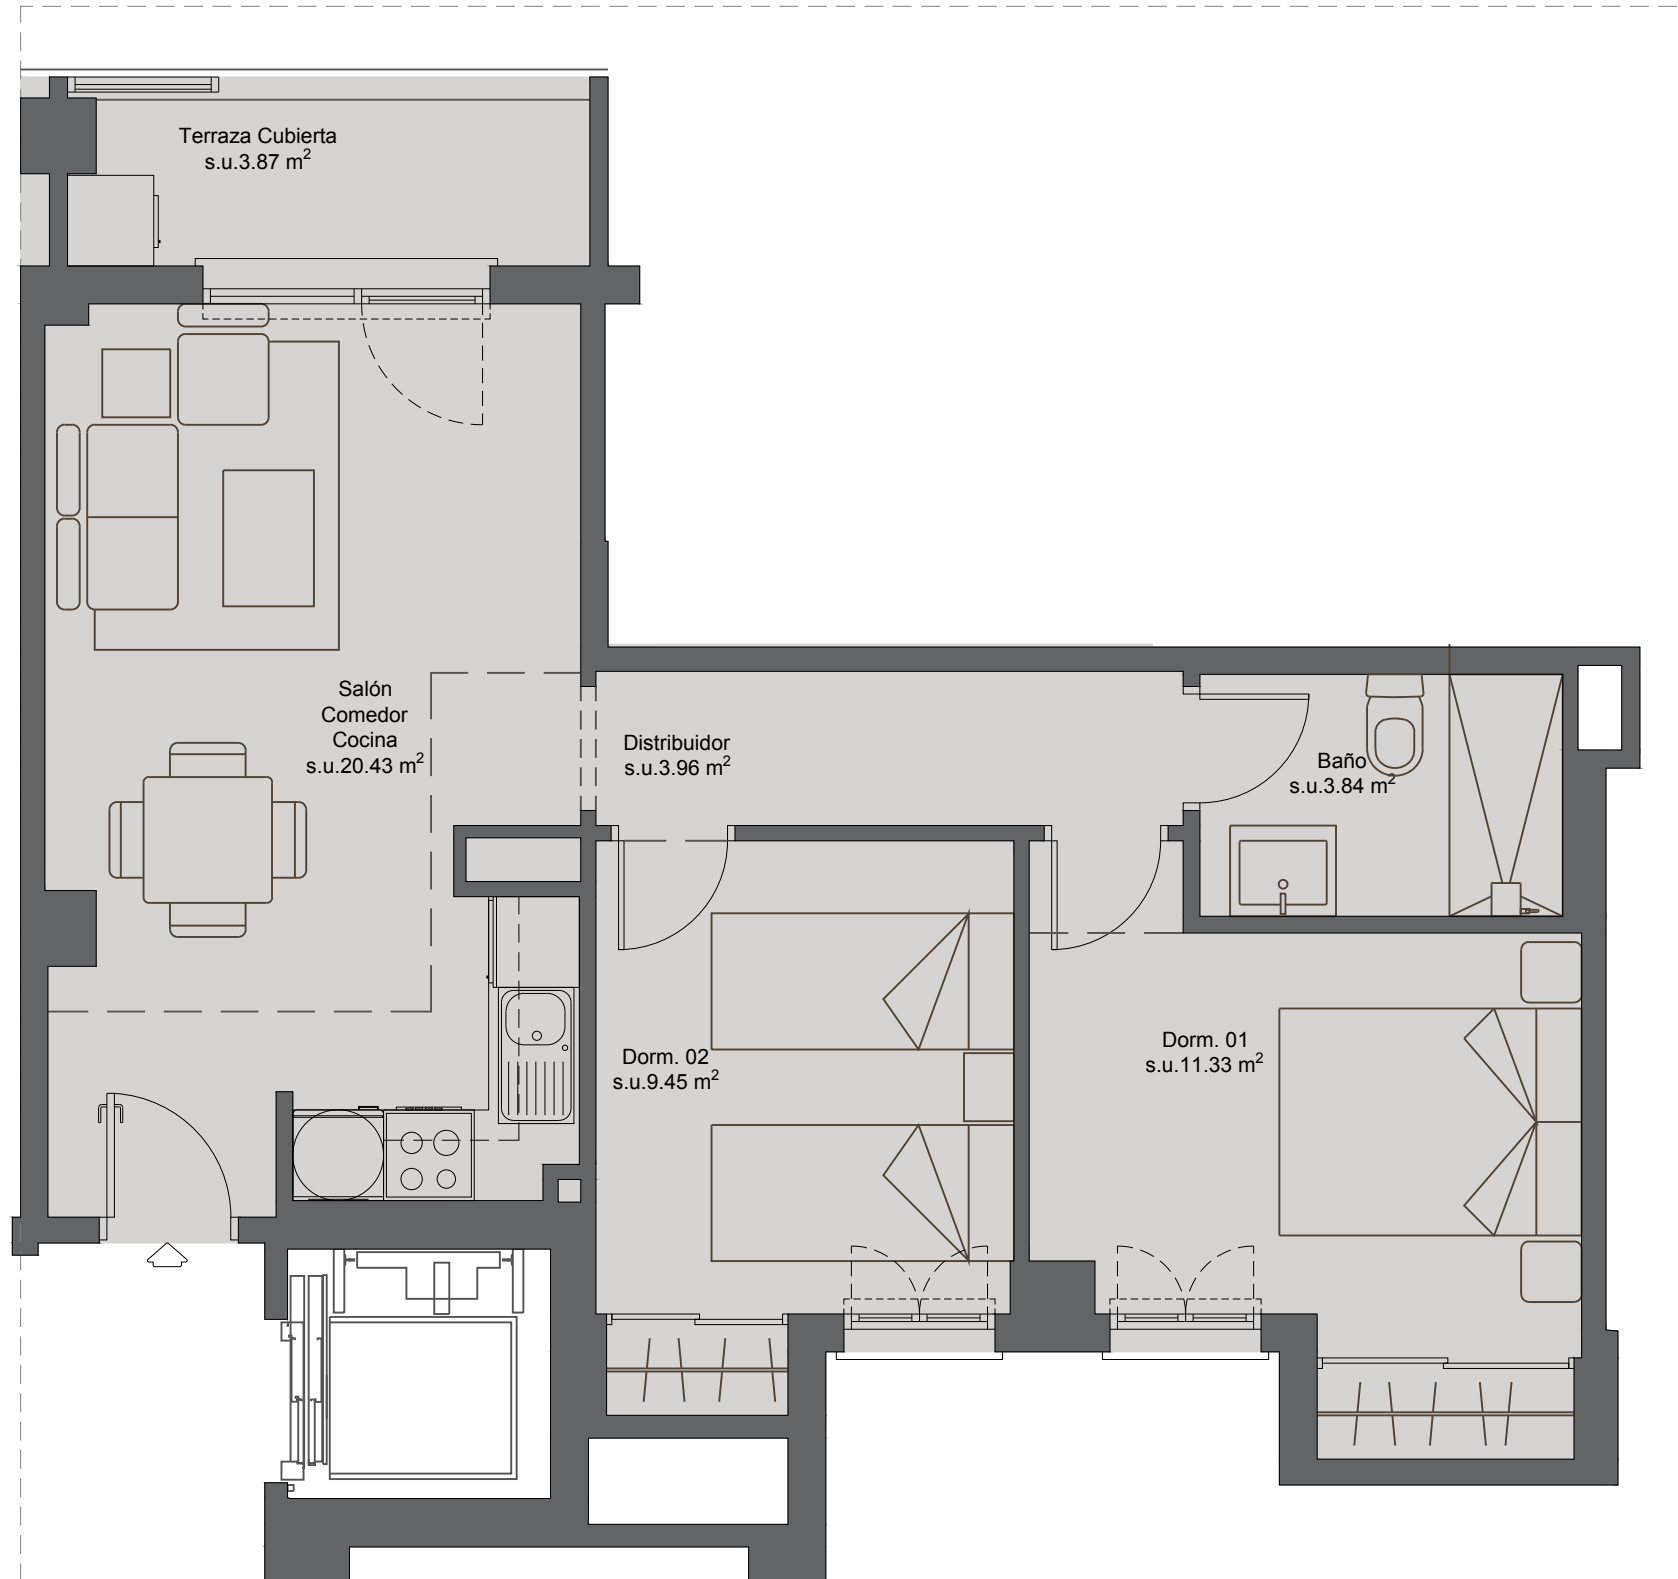 Terraza Cubierta
s.u.3.87 m²
Salón
Comedor
Cocina
s.u.20.43 m²
Distribuidor
s.u.3.96 m²
Baño
s.u.3.84 m²
Dorm. 02
s.u.9.45 m²
Dorm. 01
s.u.11.33 m²